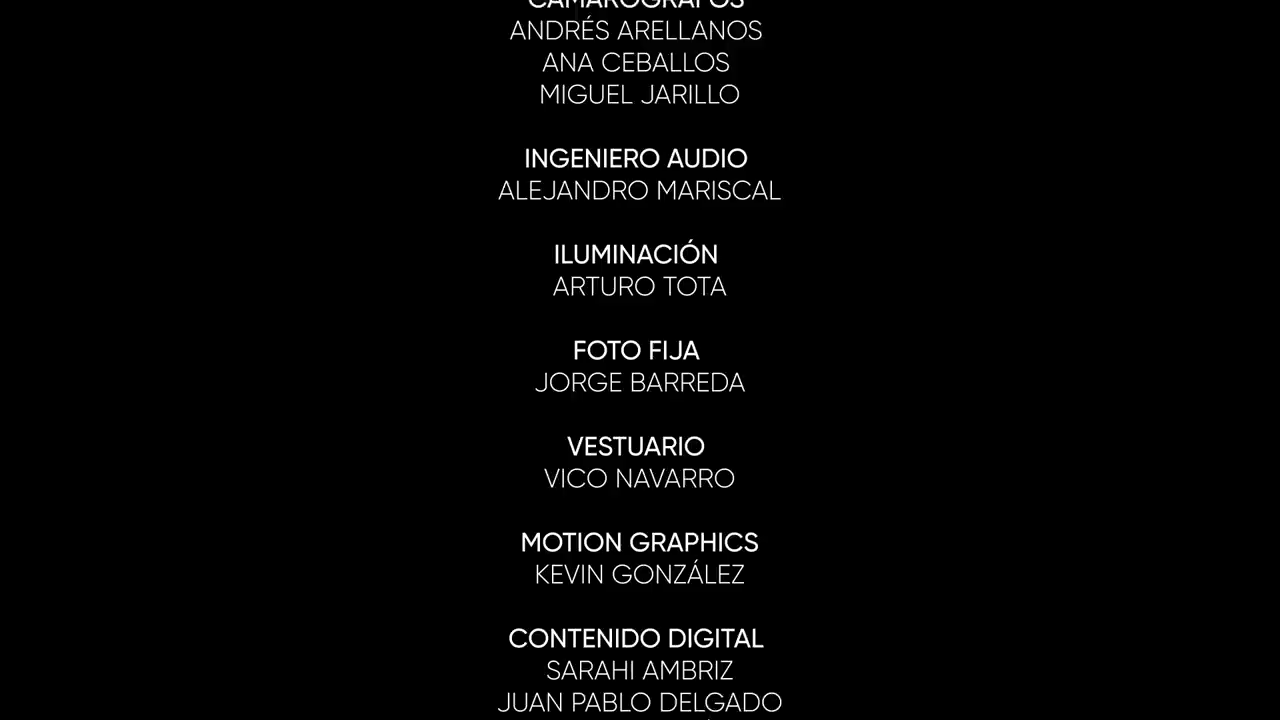 CAMARÓGRAFOS
ANDRÉS ARELLANOS
ANA CEBALLOS
MIGUEL JARILLO
INGENIERO AUDIO
ALEJANDRO MARISCAL
ILUMINACIÓN
ARTURO TOTA
FOTO FIJA
JORGE BARREDA
VESTUARIO
VICO NAVARRO
MOTION GRAPHICS
KEVIN GONZÁLEZ
CONTENIDO DIGITAL
SARAHI AMBRIZ
JUAN PABLO DELGADO